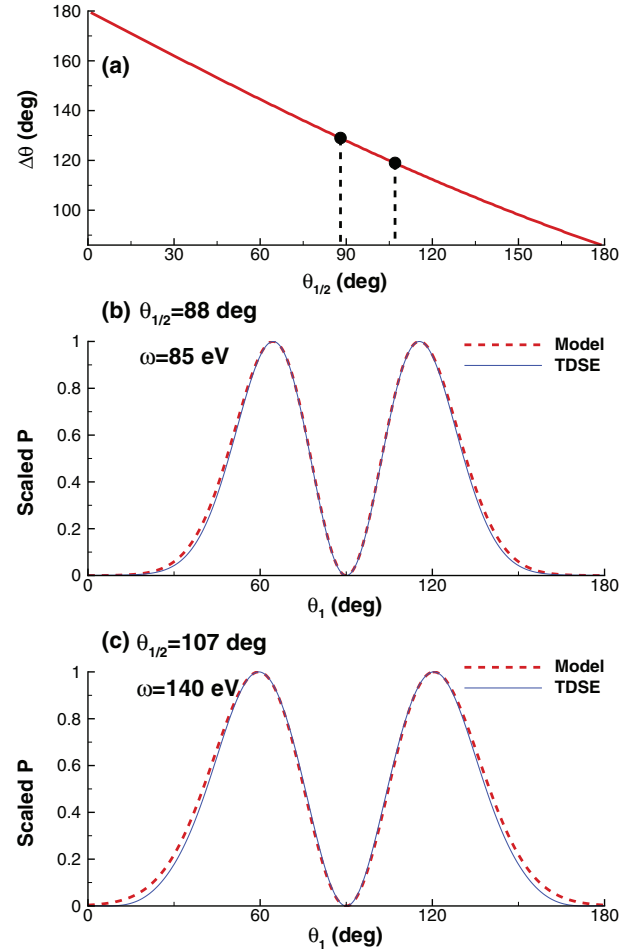 180
160
140
120
100
Δθ (deg)
(a)
0 30 60 90 120 150 180
θ1/2 (deg)
(b) θ1/2=88 deg
ω=85 eV
Model
TDSE
1
0.8
0.6
0.4
0.2
0
Scaled P
0 60 120 180
θ1 (deg)
(c) θ1/2=107 deg
ω=140 eV
Model
TDSE
1
0.8
0.6
0.4
0.2
0
Scaled P
0 60 120 180
θ1 (deg)